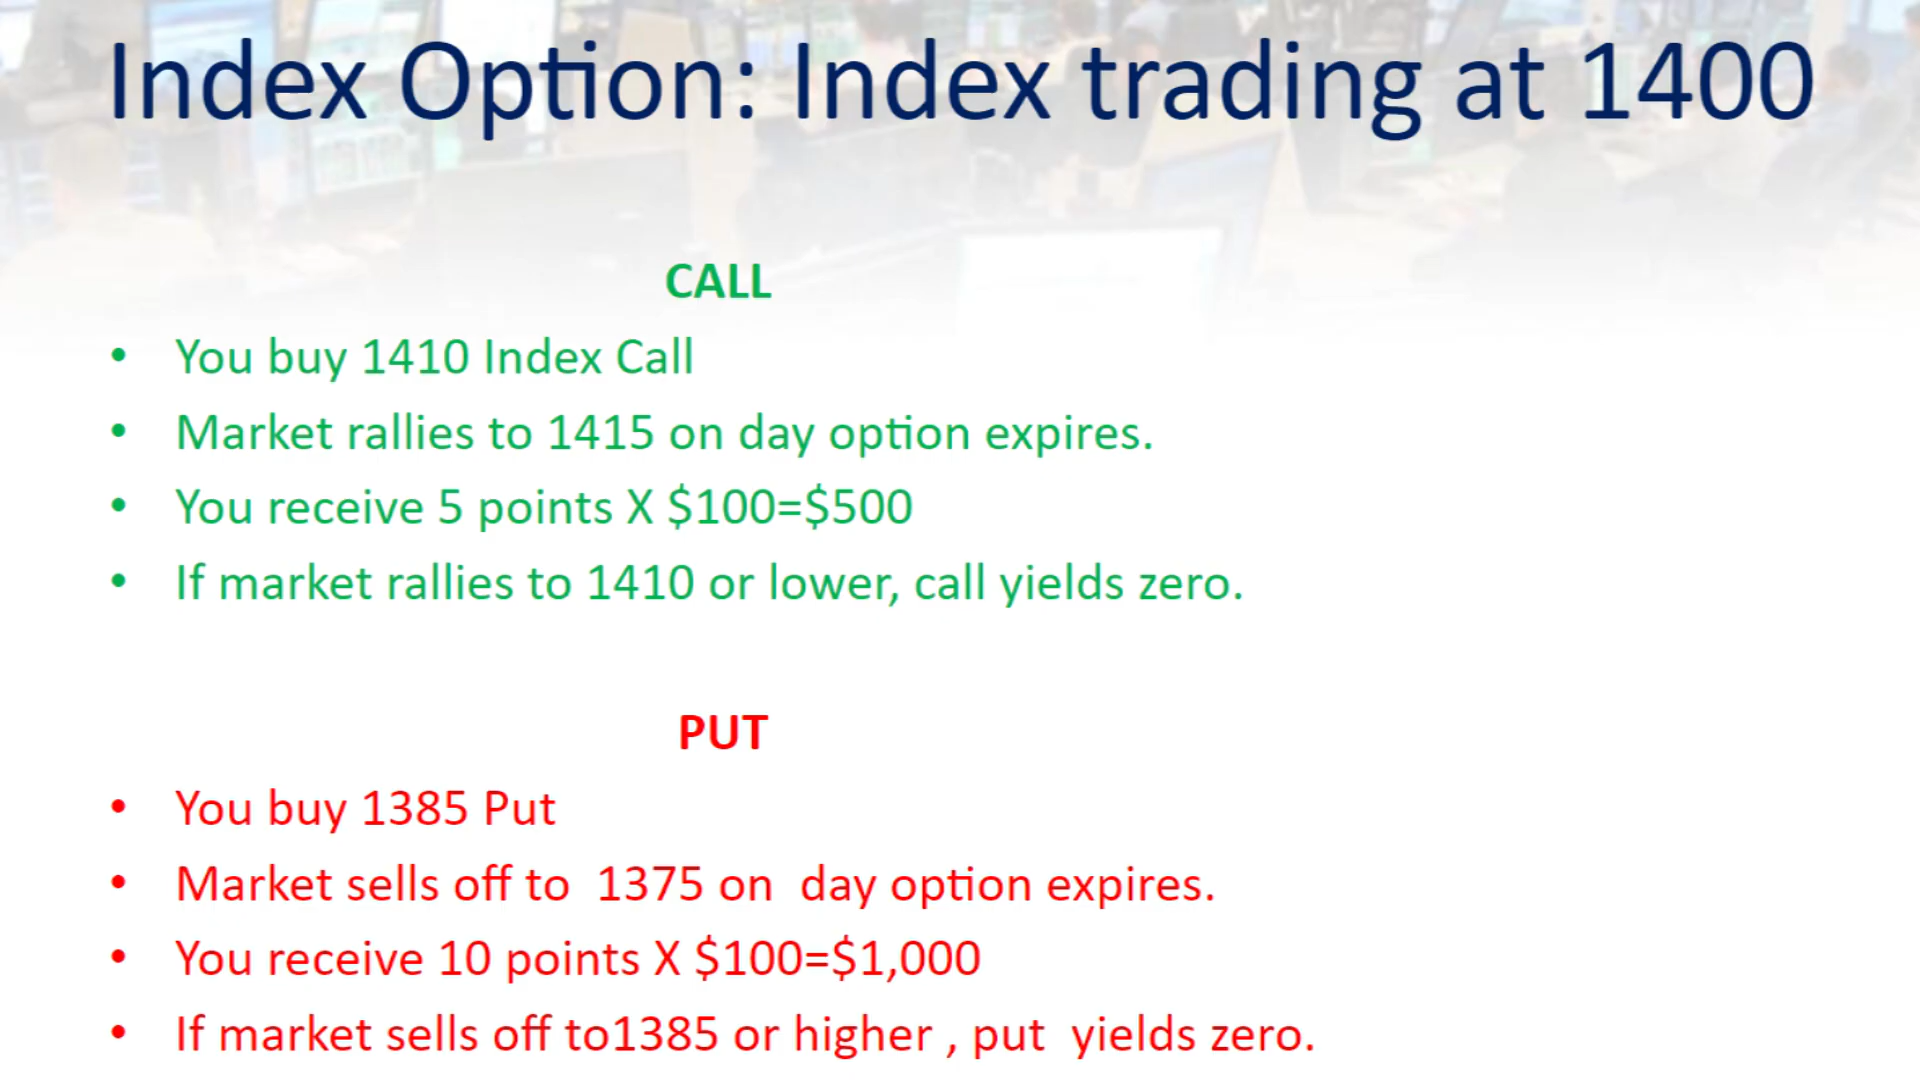 Index Option: Index trading at 1400
CALL
• You buy 1410 Index Call
• Market rallies to 1415 on day option expires.
• You receive 5 points X $100=$500
• If market rallies to 1410 or lower, call yields zero.
PUT
• You buy 1385 Put
• Market sells off to  1375 on  day option expires.
• You receive 10 points X $100=$1,000
• If market sells off to1385 or higher , put  yields zero.